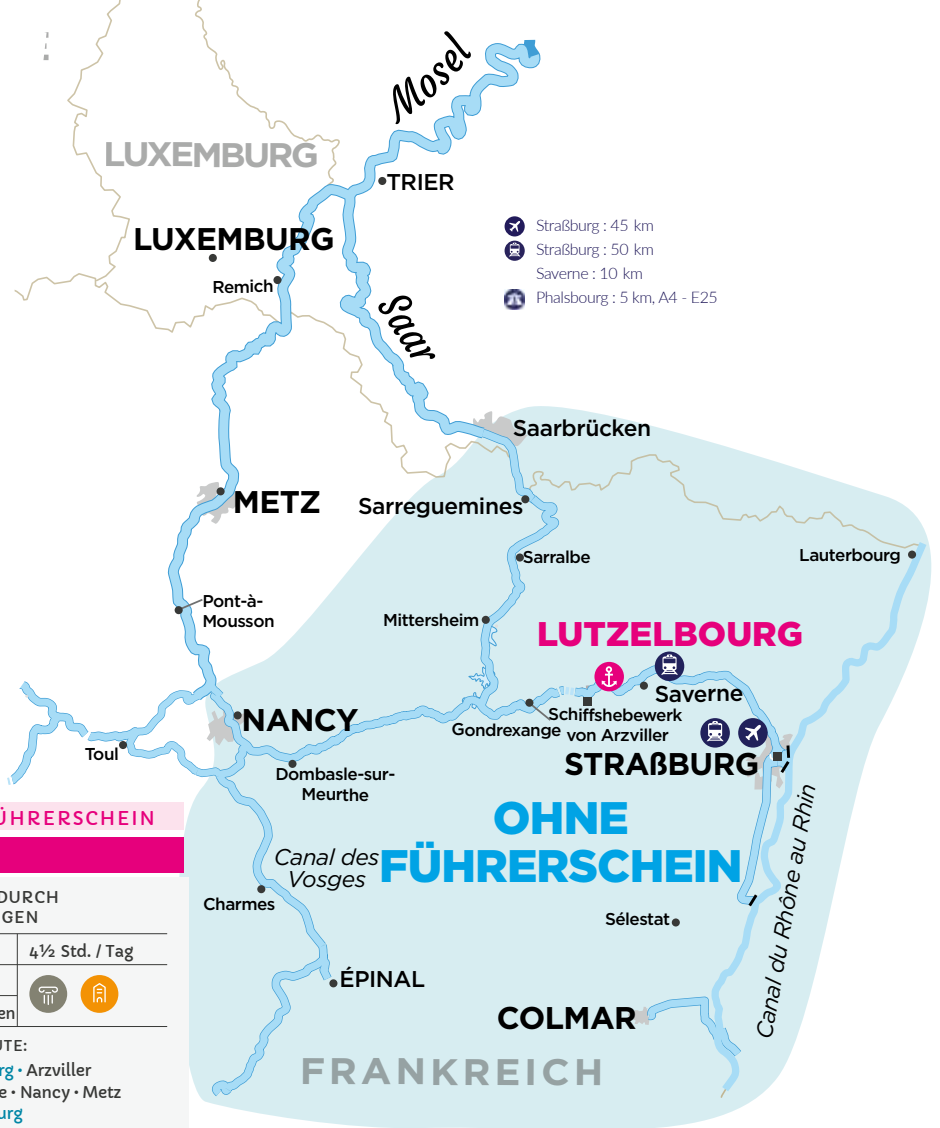 Mosel
LUXEMBURG
TRIER
LUXEMBURG
Remich
Straßburg : 45 km
Straßburg : 50 km
Saverne : 10 km
Phalsbourg : 5 km, A4 - E25
Saar
Saarbrücken
METZ
Sarreguemines
Sarralbe
Lauterbourg
Pont-à-
Mousson
Mittersheim
LUTZELBOURG
Saverne
NANCY
Gondrexange
Schiffshebewerk
von Arzviller
Toul
STRAßBURG
Dombasle-sur-
Meurthe
OHNE
FÜHRERSCHEIN
Canal des
Vosges
Canal du Rhône au Rhin
Charmes
Sélestat
ÉPINAL
COLMAR
FRANKREICH
ÜHRERSCHEIN
DURCH
GEN
4½ Std. / Tag
en
UTE:
rg • Arzviller
e • Nancy • Metz
urg